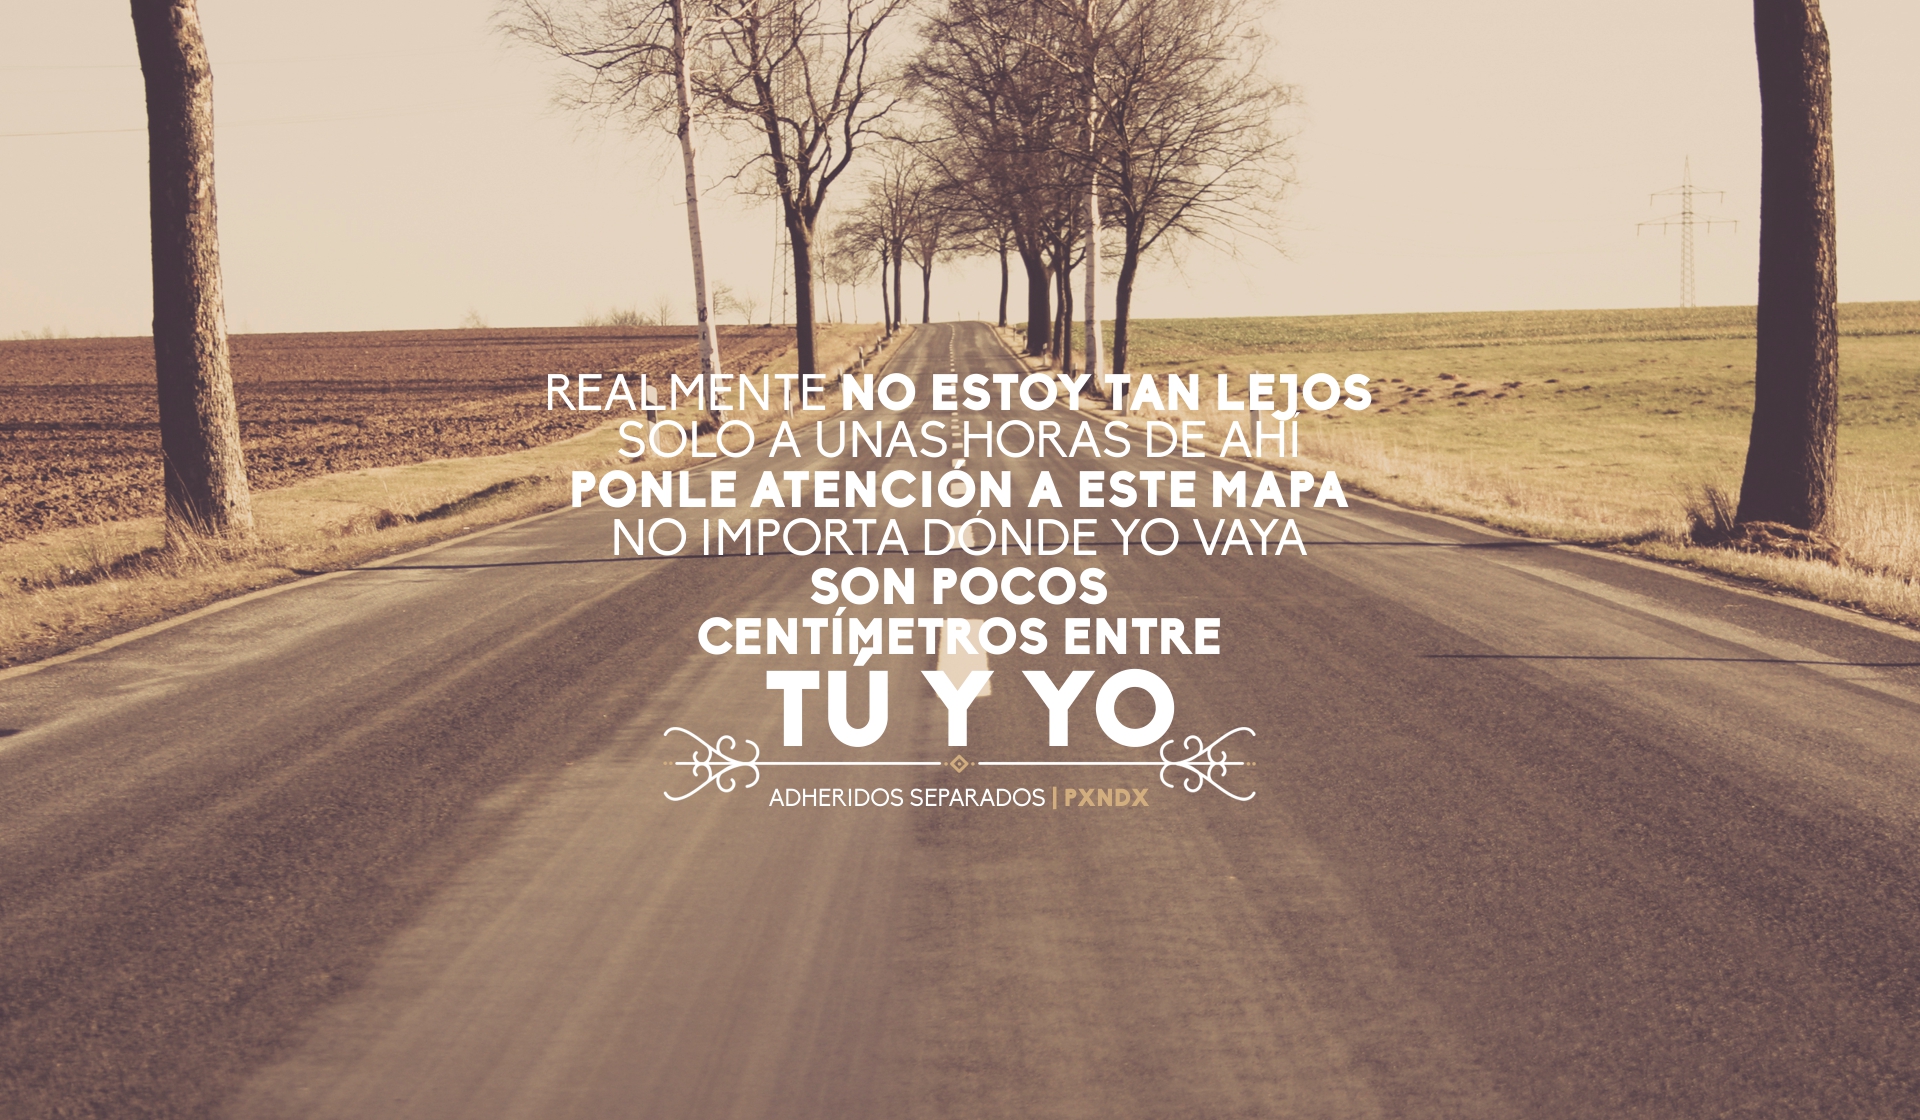 REALMENTE NO ESTOY TAN LEJOS
SOLO A UNAS HORAS DE AHÍ
PONLE ATENCIÓN A ESTE MAPA
NO IMPORTA DÓNDE YO VAYA
SON POCOS
CENTÍMETROS ENTRE
TÚ Y YO
ADHERIDOS SEPARADOS | PXNDX